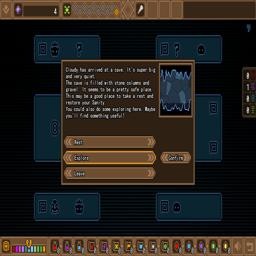 4
Cloudy has arrived at a cave. It's super big
and very quiet.
The cave is filled with stone columns and
gravel. It seems to be a pretty safe place.
This may be a good place to take a rest and
restore your Sanity.
You could also do some exploring here. Maybe
you'll find something useful!
Rest
Explore
Confirm
Leave